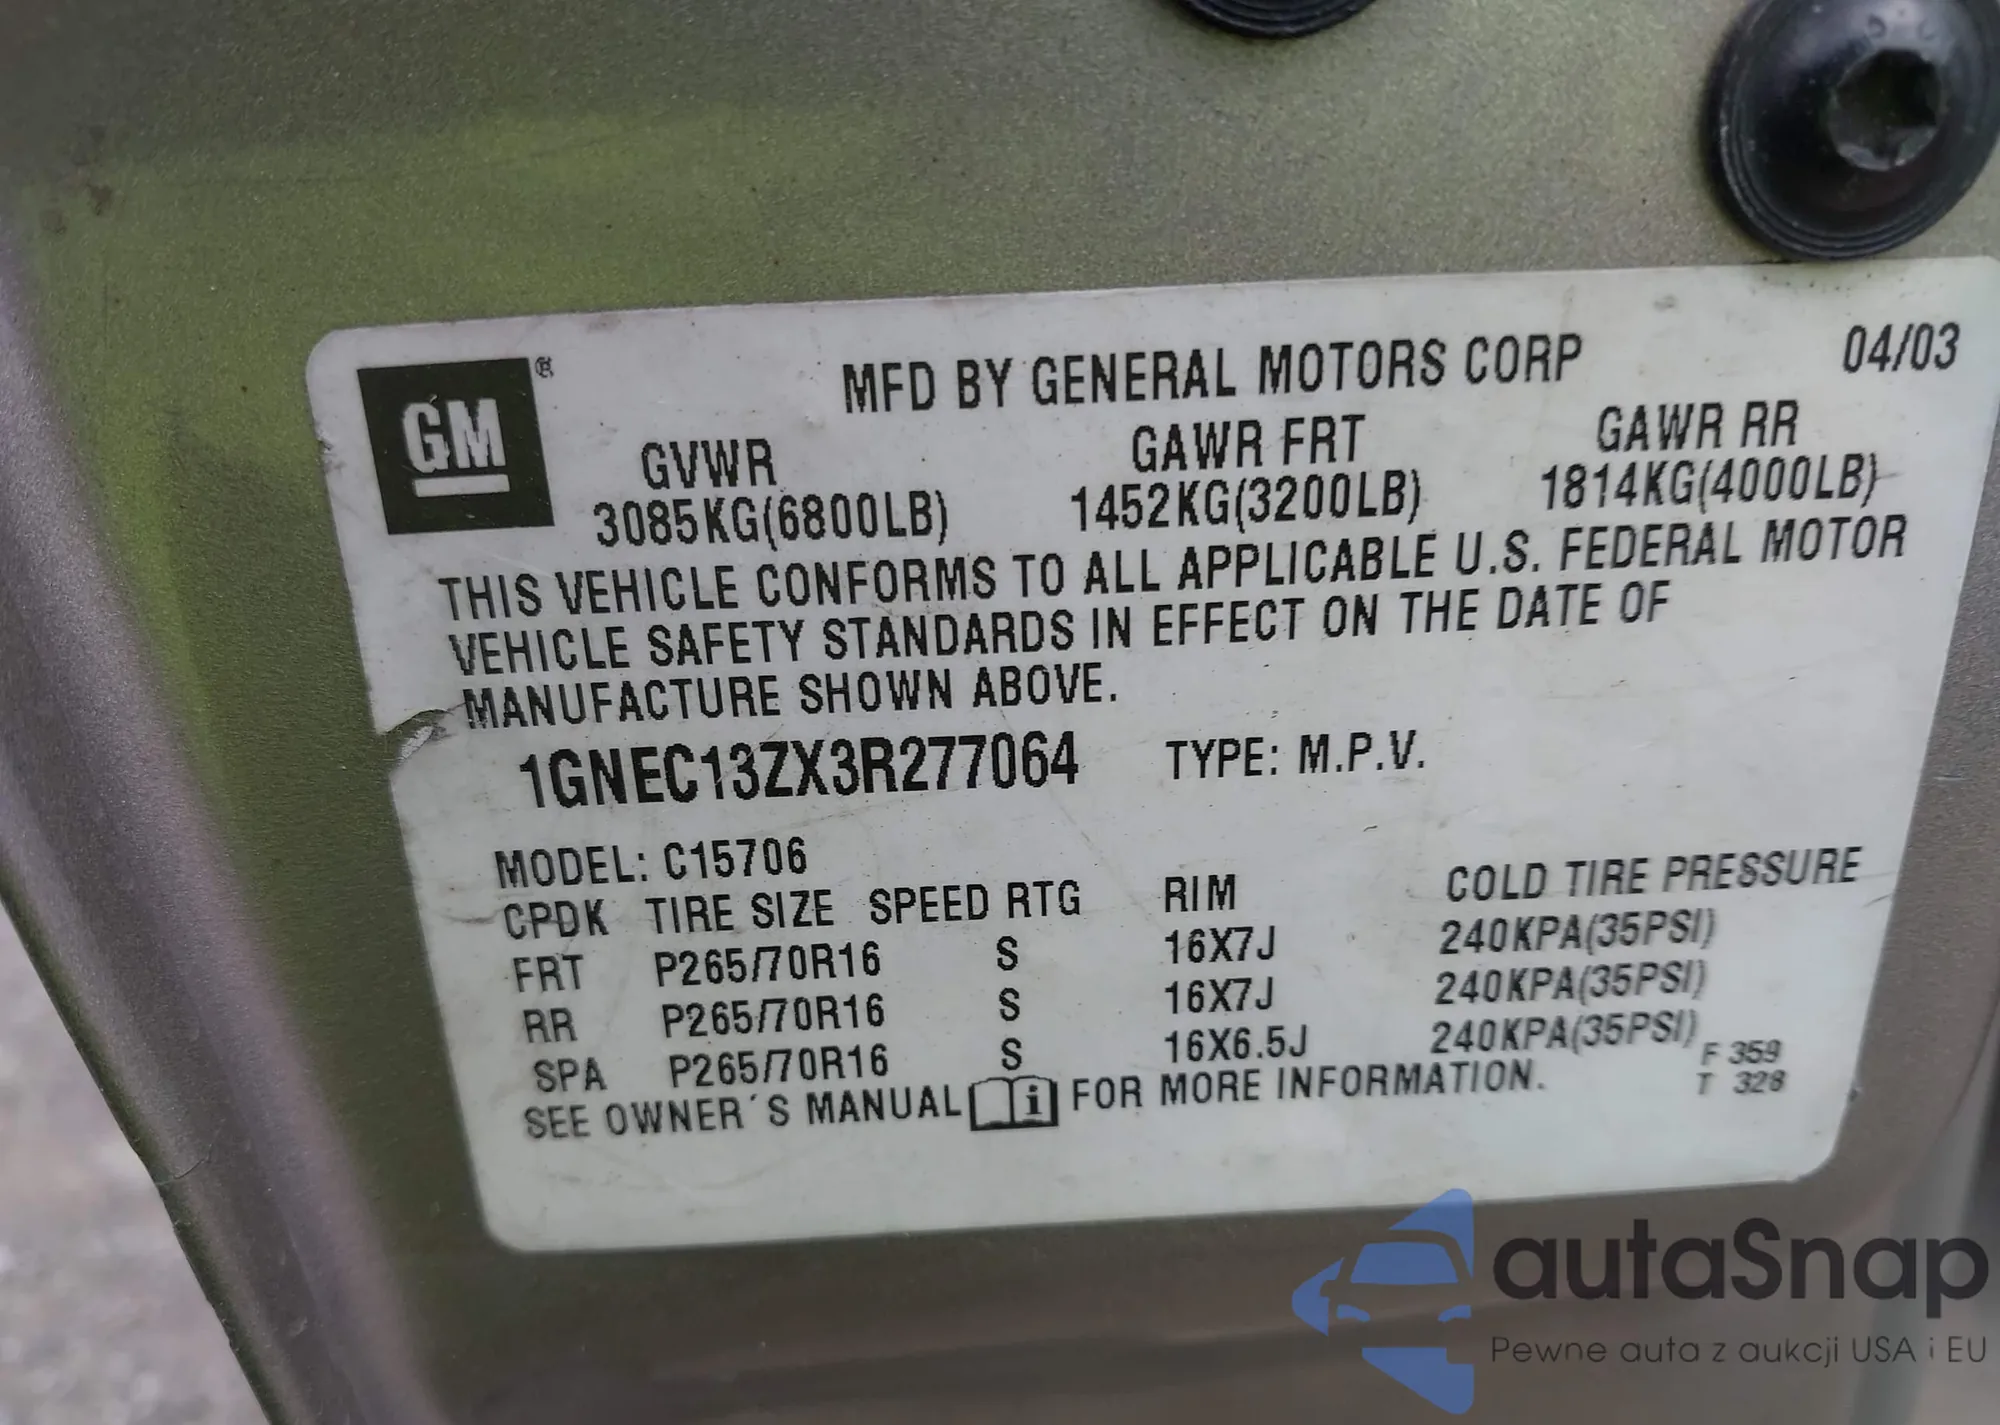 GM ®
MFD BY GENERAL MOTORS CORP 04/03
GVWR GAWR FRT GAWR RR
3085KG(6800LB) 1452KG(3200LB) 1814KG(4000LB)
THIS VEHICLE CONFORMS TO ALL APPLICABLE U.S. FEDERAL MOTOR
VEHICLE SAFETY STANDARDS IN EFFECT ON THE DATE OF
MANUFACTURE SHOWN ABOVE.
1GNEC13ZX3R277064 TYPE: M.P.V.
MODEL: C15706
CPDK TIRE SIZE SPEED RTG RIM COLD TIRE PRESSURE
FRT P265/70R16 S 16X7J 240KPA(35PSI)
RR P265/70R16 S 16X7J 240KPA(35PSI)
SPA P265/70R16 S 16X6.5J 240KPA(35PSI)
F 359
SEE OWNER´S MANUAL i FOR MORE INFORMATION. T 328
autaSnap
Pewne auta z aukcji USA i EU